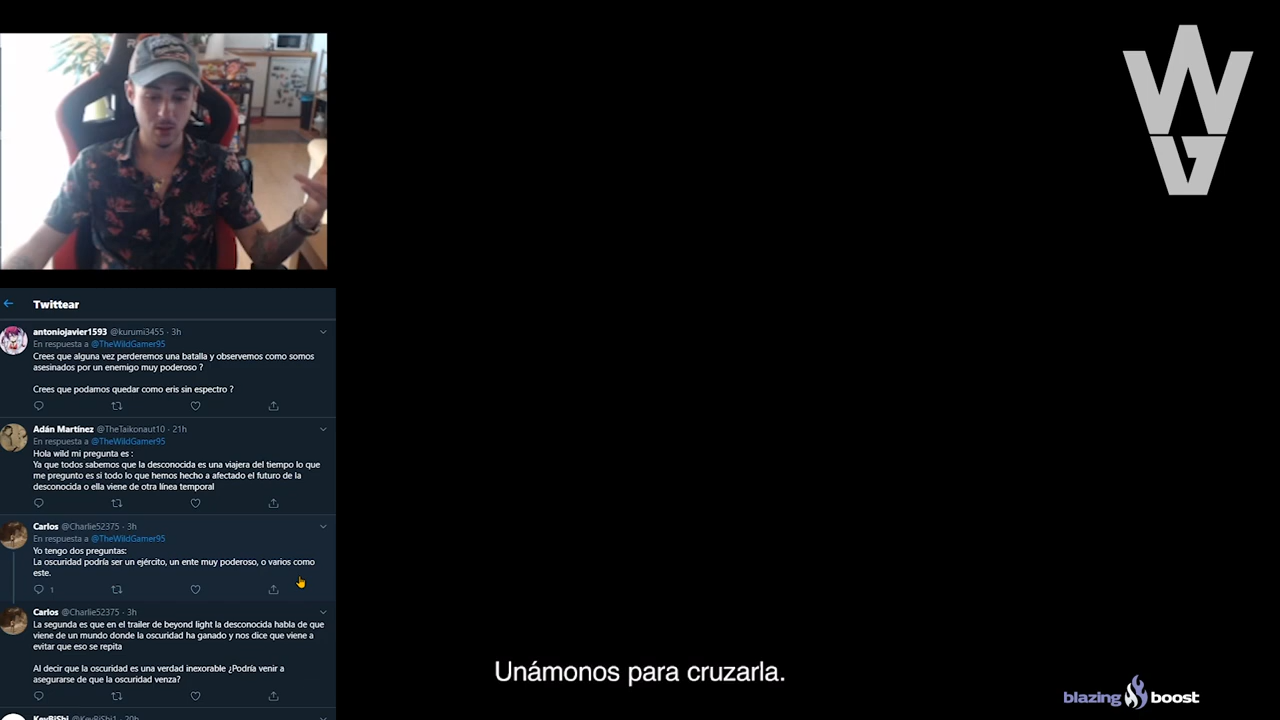 Twittear
antoniojavier1593 @kurumi3455 · 3h
En respuesta a @TheWildGamer95
Crees que alguna vez perderemos una batalla y observemos como somos
asesinados por un enemigo muy poderoso ?
Crees que podamos quedar como eris sin espectro ?
Adán Martínez @TheTaikonaut10 · 21h
En respuesta a @TheWildGamer95
Hola wild mi pregunta es :
Ya que todos sabemos que la desconocida es una viajera del tiempo lo que
me pregunto es si todo lo que hemos hecho a afectado el futuro de la
desconocida o ella viene de otra línea temporal
Carlos @Charlie52375 · 3h
En respuesta a @TheWildGamer95
Yo tengo dos preguntas:
La oscuridad podría ser un ejército, un ente muy poderoso, o varios como
este.
1
Carlos @Charlie52375 · 3h
La segunda es que en el trailer de beyond light la desconocida habla de que
viene de un mundo donde la oscuridad ha ganado y nos dice que viene a
evitar que eso se repita
Al decir que la oscuridad es una verdad inexorable ¿Podría venir a
asegurarse de que la oscuridad venza?
KevBiShi @KevBiShi1 · 20h
Unámonos para cruzarla.
WG
blazing boost